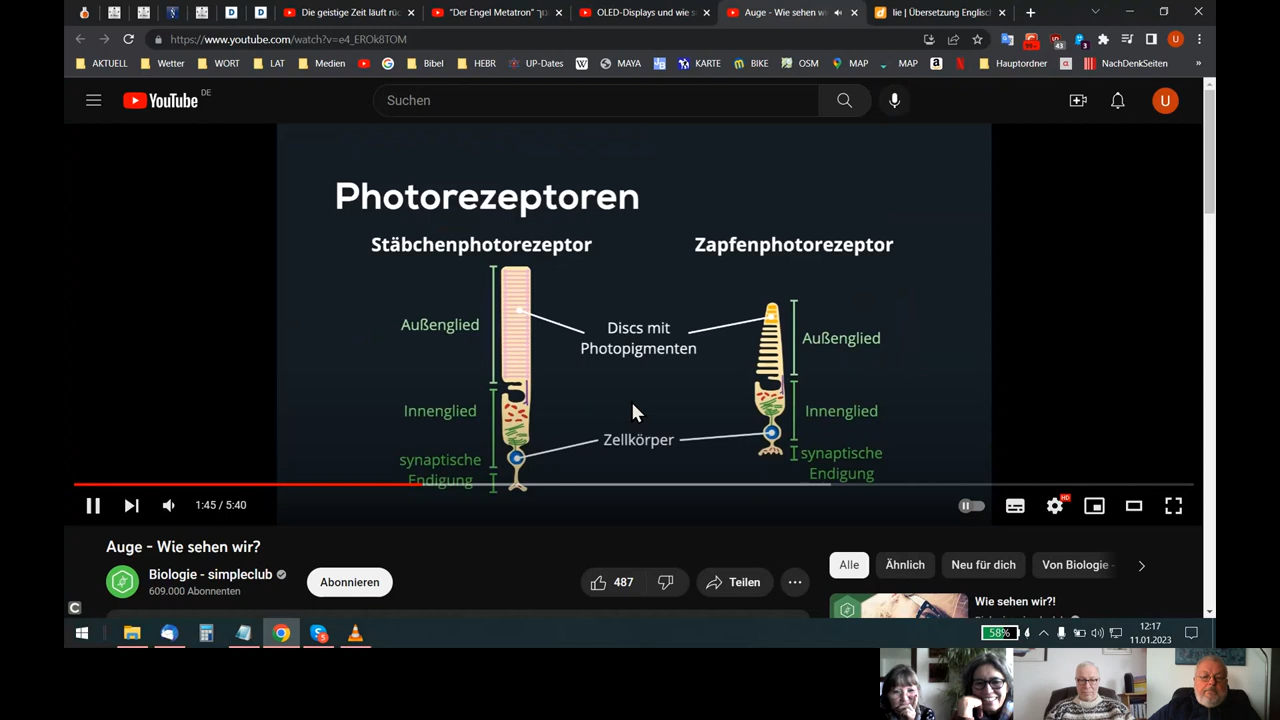 Die geistige Zeit läuft rüc
"Der Engel Metatron" ןך
OLED-Displays und wie s
Auge - Wie sehen wi
lie | Übersetzung Englisc
https://www.youtube.com/watch?v=e4_EROk8TOM
AKTUELL
Wetter
WORT
LAT
Medien
Bibel
HEBR
UP-Dates
MAYA
KARTE
BIKE
OSM
MAP
MAP
Hauptordner
NachDenkSeiten
YouTube DE
Suchen
U
Photorezeptoren
Stäbchenphotorezeptor
Zapfenphotorezeptor
Außenglied
Discs mit
Photopigmenten
Außenglied
Innenglied
Innenglied
Zellkörper
synaptische
Endigung
synaptische
Endigung
1:45 / 5:40
HD
Auge - Wie sehen wir?
Biologie - simpleclub
609.000 Abonnenten
Abonnieren
487
Teilen
Alle
Ähnlich
Neu für dich
Von Biologie -
Wie sehen wir?!
58%
12:17
11.01.2023